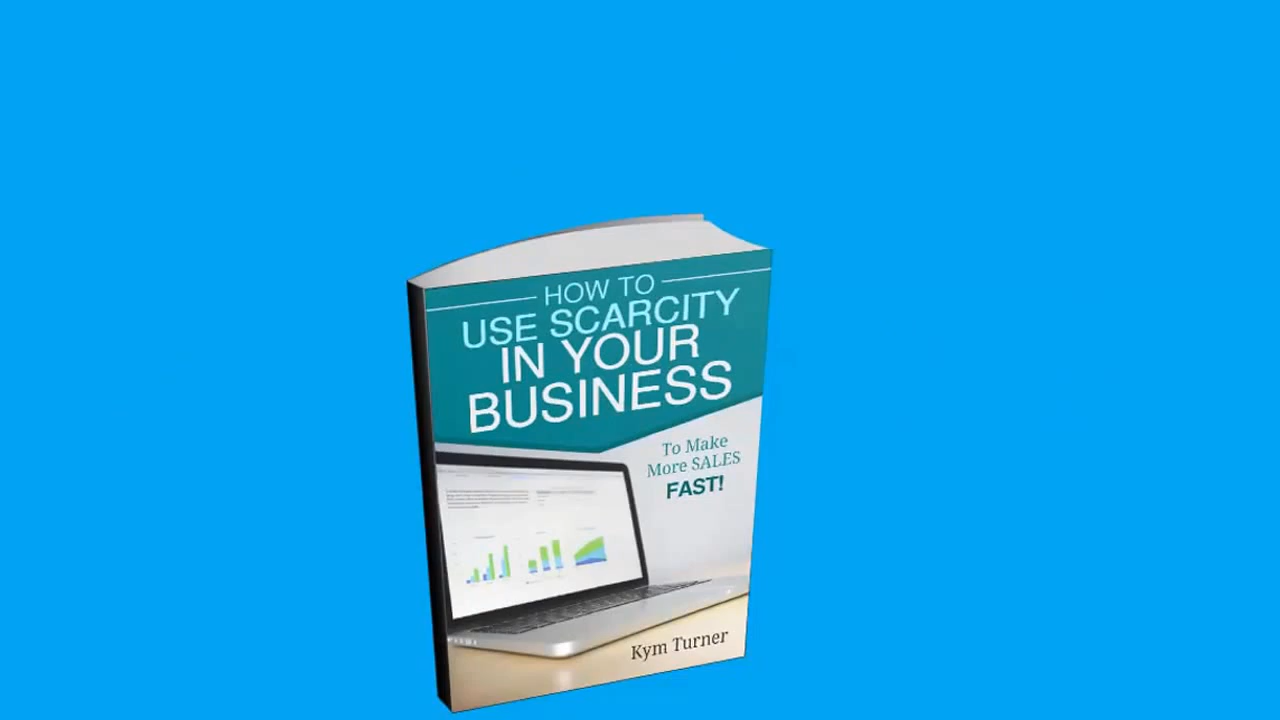 HOW TO
USE SCARCITY
IN YOUR
BUSINESS
To Make
More SALES
FAST!
Kym Turner